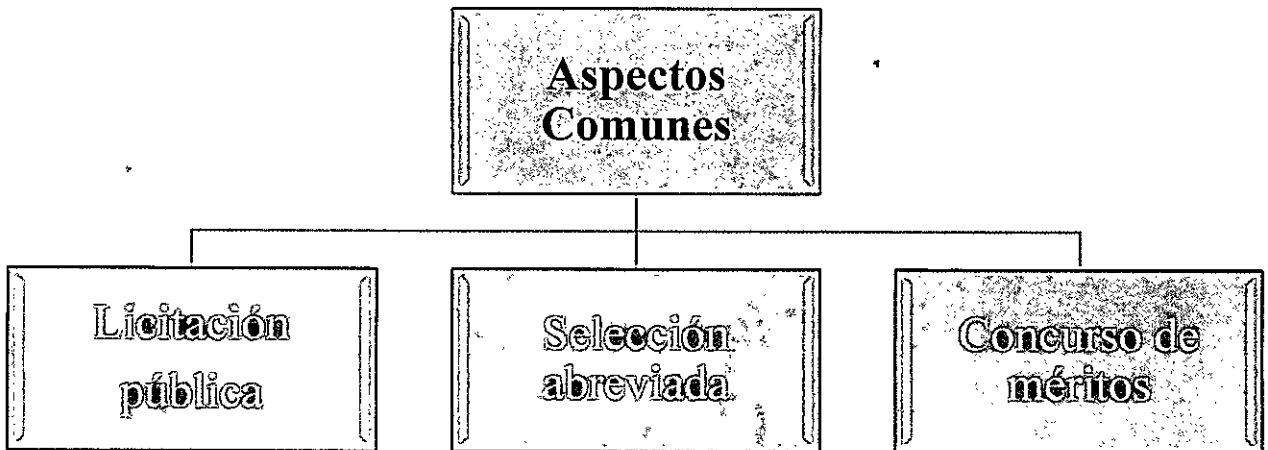 Aspectos
Comunes
Licitación
pública
Selección
abreviada
Concurso de
méritos